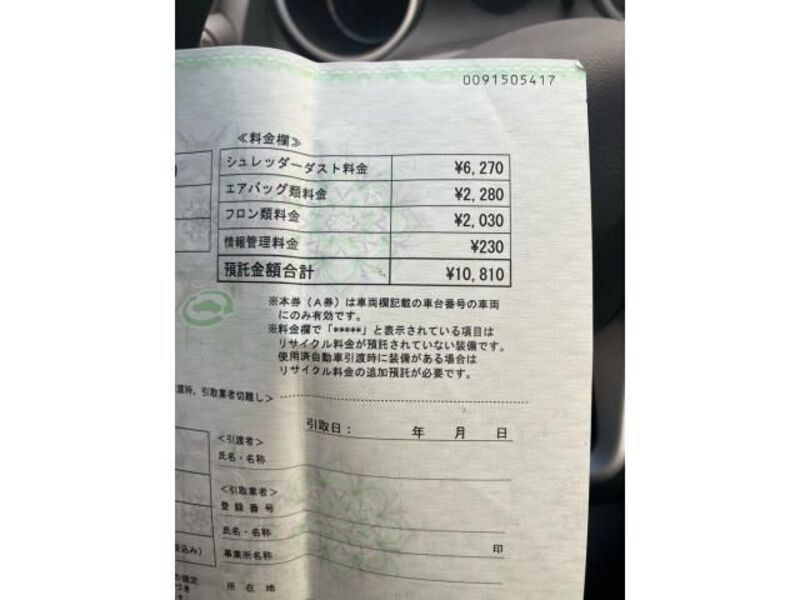 0091505417
≪料金欄≫
シュレッダーダスト料金 ¥6,270
エアバッグ類料金 ¥2,280
フロン類料金 ¥2,030
情報管理料金 ¥230
預託金額合計 ¥10,810
※本券（A券）は車両欄記載の車台番号の車両
にのみ有効です。
※料金欄で「*****」と表示されている項目は
リサイクル料金が預託されていない装備です。
使用済自動車引渡時に装備がある場合は
リサイクル料金の追加預託が必要です。
渡時、引取業者切離し＞
引取日： 年 月 日
＜引渡者＞
氏名・名称
＜引取業者＞
登録番号
氏名・名称
込み）
事業所名称 印
の規定
づき
所在地